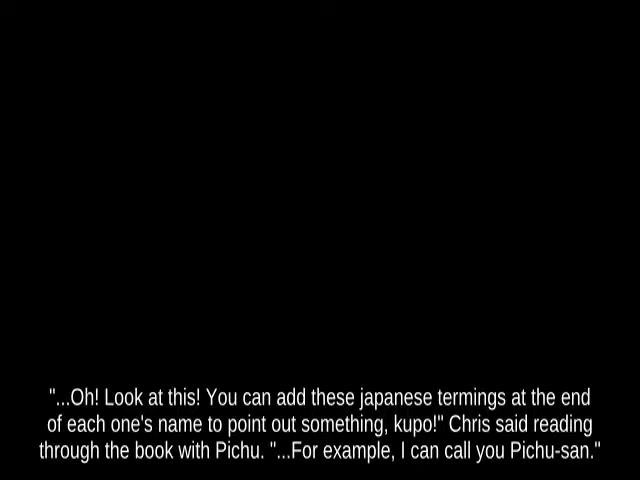 "...Oh! Look at this! You can add these japanese termings at the end
of each one's name to point out something, kupo!" Chris said reading
through the book with Pichu. "...For example, I can call you Pichu-san."